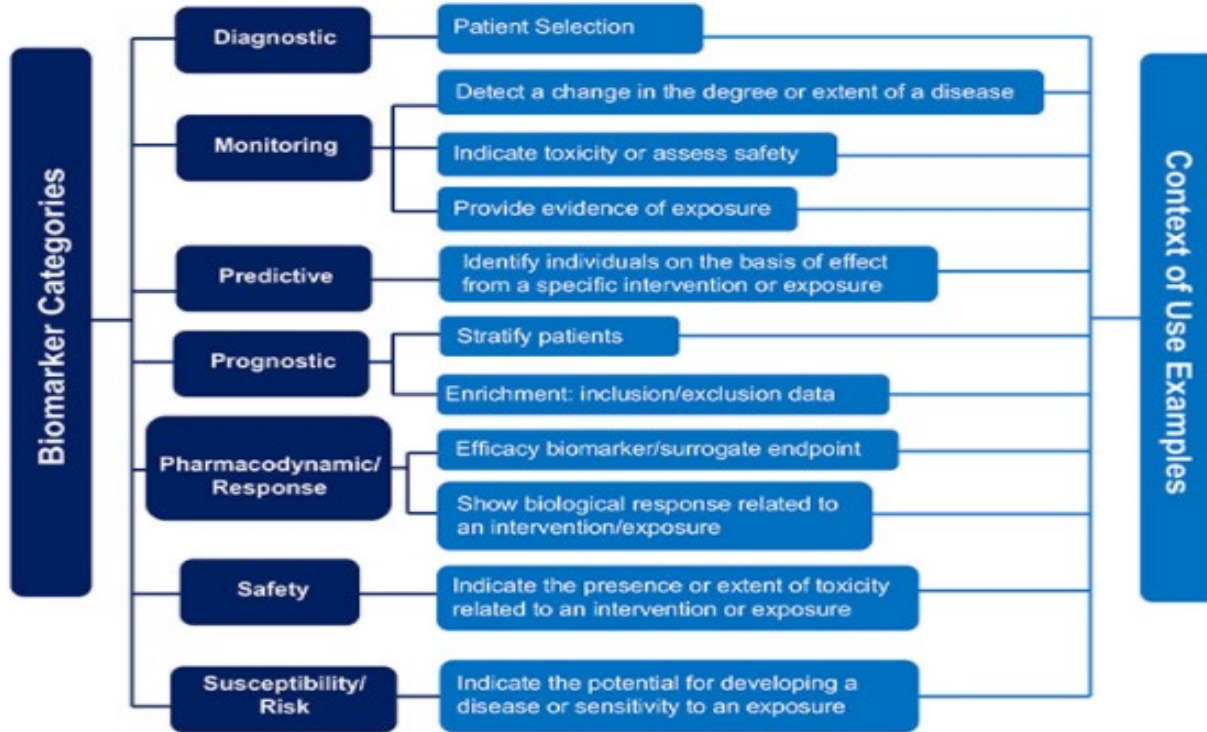 Biomarker Categories
Diagnostic
Patient Selection
Monitoring
Detect a change in the degree or extent of a disease
Indicate toxicity or assess safety
Provide evidence of exposure
Predictive
Identify individuals on the basis of effect
from a specific intervention or exposure
Prognostic
Stratify patients
Enrichment: inclusion/exclusion data
Pharmacodynamic/
Response
Efficacy biomarker/surrogate endpoint
Show biological response related to
an intervention/exposure
Safety
Indicate the presence or extent of toxicity
related to an intervention or exposure
Susceptibility/
Risk
Indicate the potential for developing a
disease or sensitivity to an exposure
Context of Use Examples